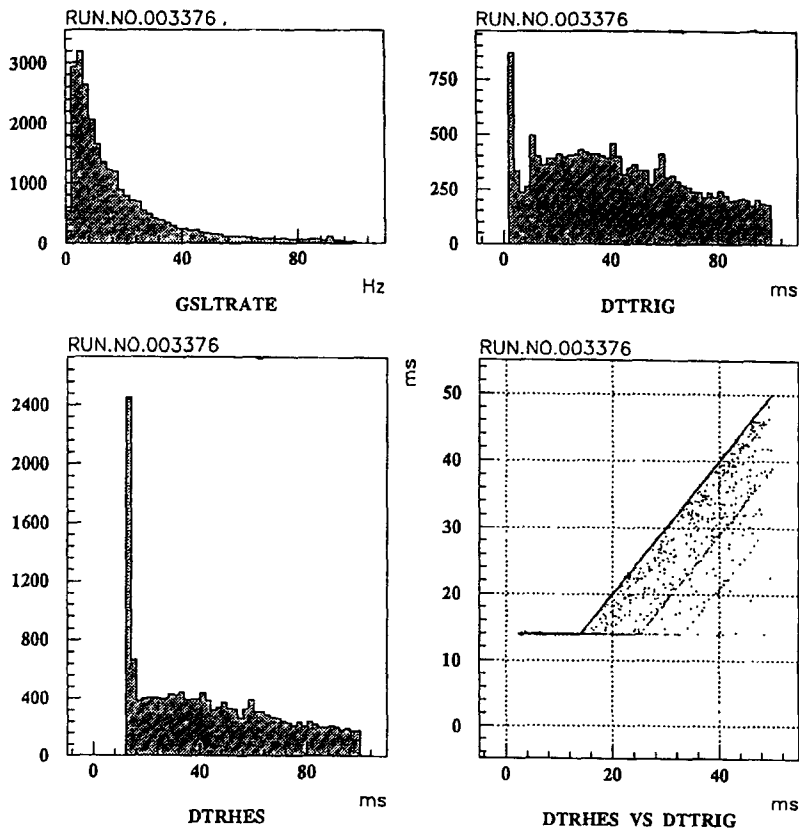 RUN.NO.003376 ,
3000
2000
1000
0
0 40 80
Hz
GSLTRATE
RUN.NO.003376
750
500
250
0
0 40 80
ms
DTTRIG
RUN.NO.003376
2400
2000
1600
1200
800
400
0
0 40 80
ms
DTRHES
ms
RUN.NO.003376
50
40
30
20
10
0
0 20 40
ms
DTRHES VS DTTRIG